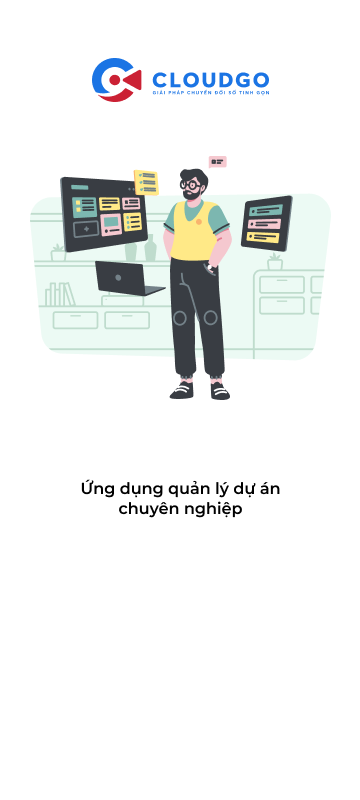 CLOUDGO
GIẢI PHÁP CHUYỂN ĐỔI SỐ TINH GỌN
Ứng dụng quản lý dự án
chuyên nghiệp